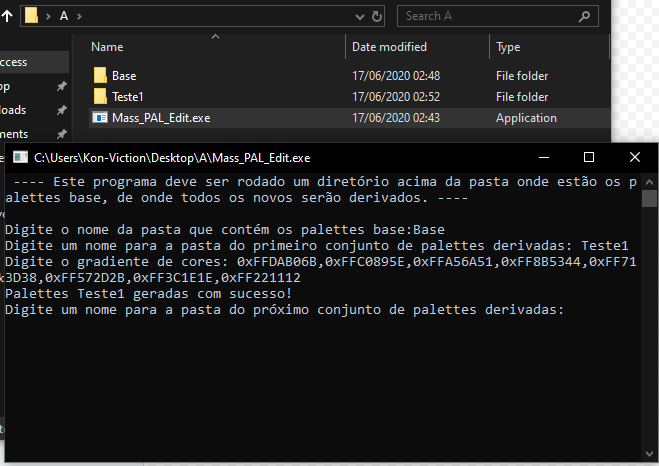 A
Search A
Name Date modified Type
ccess
Base 17/06/2020 02:48 File folder
op
Teste1 17/06/2020 02:52 File folder
loads
Mass_PAL_Edit.exe 17/06/2020 02:43 Application
ments
C:\Users\Kon-Viction\Desktop\A\Mass_PAL_Edit.exe
---- Este programa deve ser rodado um diretório acima da pasta onde estão os p
alettes base, de onde todos os novos serão derivados. ----
Digite o nome da pasta que contém os palettes base:Base
Digite um nome para a pasta do primeiro conjunto de palettes derivadas: Teste1
Digite o gradiente de cores: 0xFFDAB06B,0xFFC0895E,0xFFA56A51,0xFF8B5344,0xFF71
3D38,0xFF572D2B,0xFF3C1E1E,0xFF221112
Palettes Teste1 geradas com sucesso!
Digite um nome para a pasta do próximo conjunto de palettes derivadas: